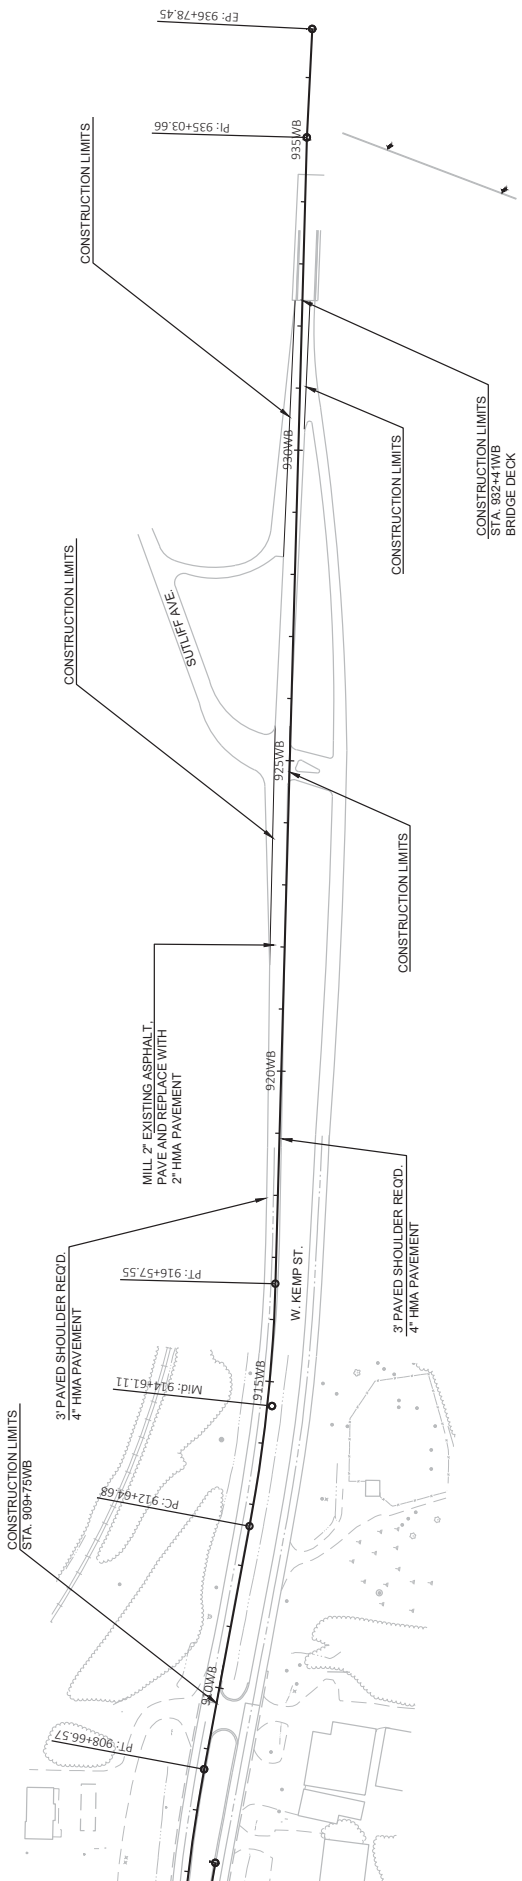 EP: 936+78.45
PI: 935+03.66
935WB
CONSTRUCTION LIMITS
CONSTRUCTION LIMITS
STA. 932+41WB
BRIDGE DECK
CONSTRUCTION LIMITS
930WB
CONSTRUCTION LIMITS
SUTLIFF AVE.
925WB
CONSTRUCTION LIMITS
MILL 2" EXISTING ASPHALT,
PAVE AND REPLACE WITH
2" HMA PAVEMENT
920WB
3' PAVED SHOULDER REQ'D.
4" HMA PAVEMENT
3' PAVED SHOULDER REQ'D.
4" HMA PAVEMENT
PT: 916+57.55
W. KEMP ST.
915WB
Mid: 914+61.11
PC: 912+64.68
CONSTRUCTION LIMITS
STA. 909+75WB
910WB
PT: 908+66.57